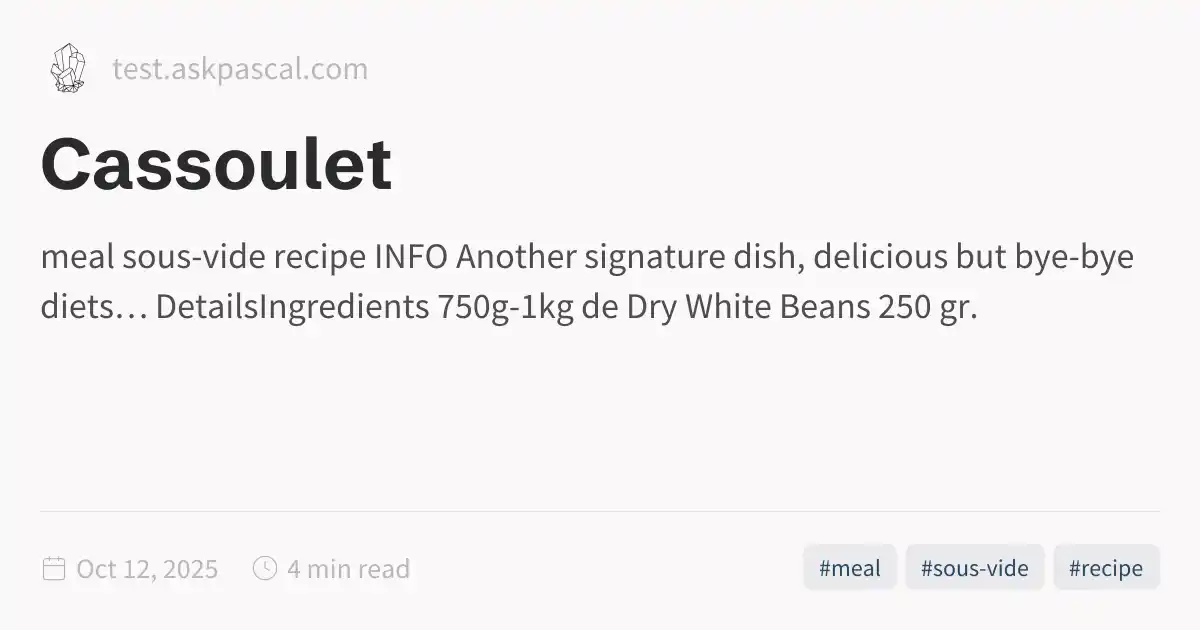 test.askpascal.com
Cassoulet
meal sous-vide recipe INFO Another signature dish, delicious but bye-bye
diets… DetailsIngredients 750g-1kg de Dry White Beans 250 gr.
Oct 12, 2025 4 min read #meal #sous-vide #recipe